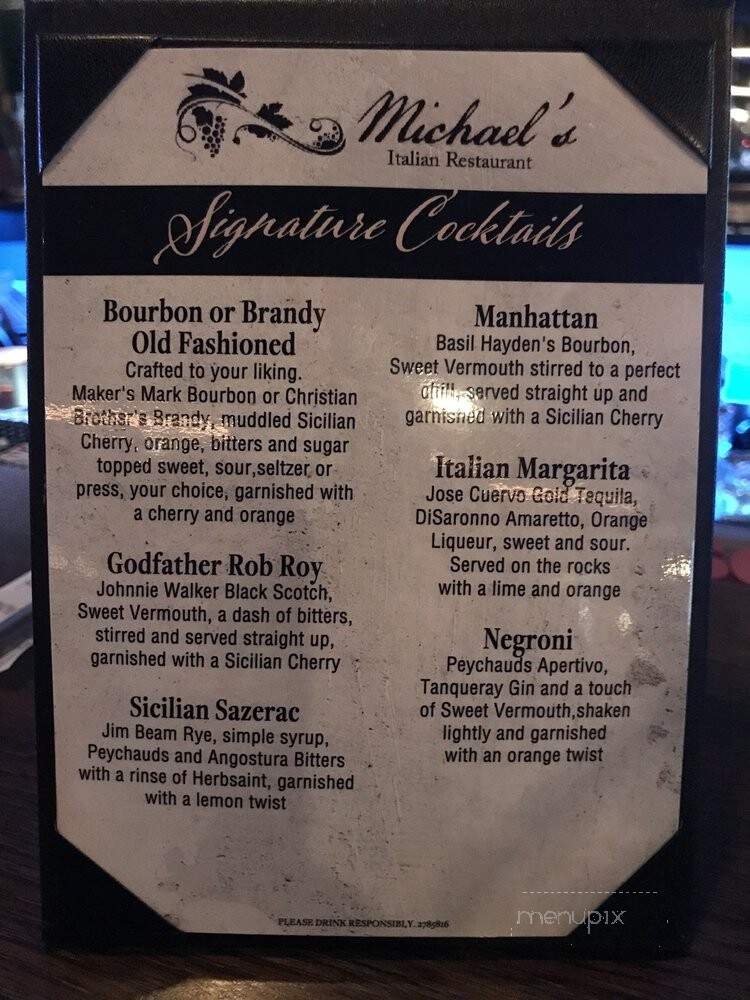 Michael's
Italian Restaurant
Signature Cocktails
Bourbon or Brandy
Old Fashioned
Crafted to your liking.
Maker's Mark Bourbon or Christian
Brother's Brandy, muddled Sicilian
Cherry, orange, bitters and sugar
topped sweet, sour,seltzer or
press, your choice, garnished with
a cherry and orange
Godfather Rob Roy
Johnnie Walker Black Scotch,
Sweet Vermouth, a dash of bitters,
stirred and served straight up,
garnished with a Sicilian Cherry
Sicilian Sazerac
Jim Beam Rye, simple syrup,
Peychauds and Angostura Bitters
with a rinse of Herbsaint, garnished
with a lemon twist
Manhattan
Basil Hayden's Bourbon,
Sweet Vermouth stirred to a perfect
chill, served straight up and
garnished with a Sicilian Cherry
Italian Margarita
Jose Cuervo Gold Tequila,
DiSaronno Amaretto, Orange
Liqueur, sweet and sour.
Served on the rocks
with a lime and orange
Negroni
Peychauds Apertivo,
Tanqueray Gin and a touch
of Sweet Vermouth,shaken
lightly and garnished
with an orange twist
PLEASE DRINK RESPONSIBLY. 2785816
menupix